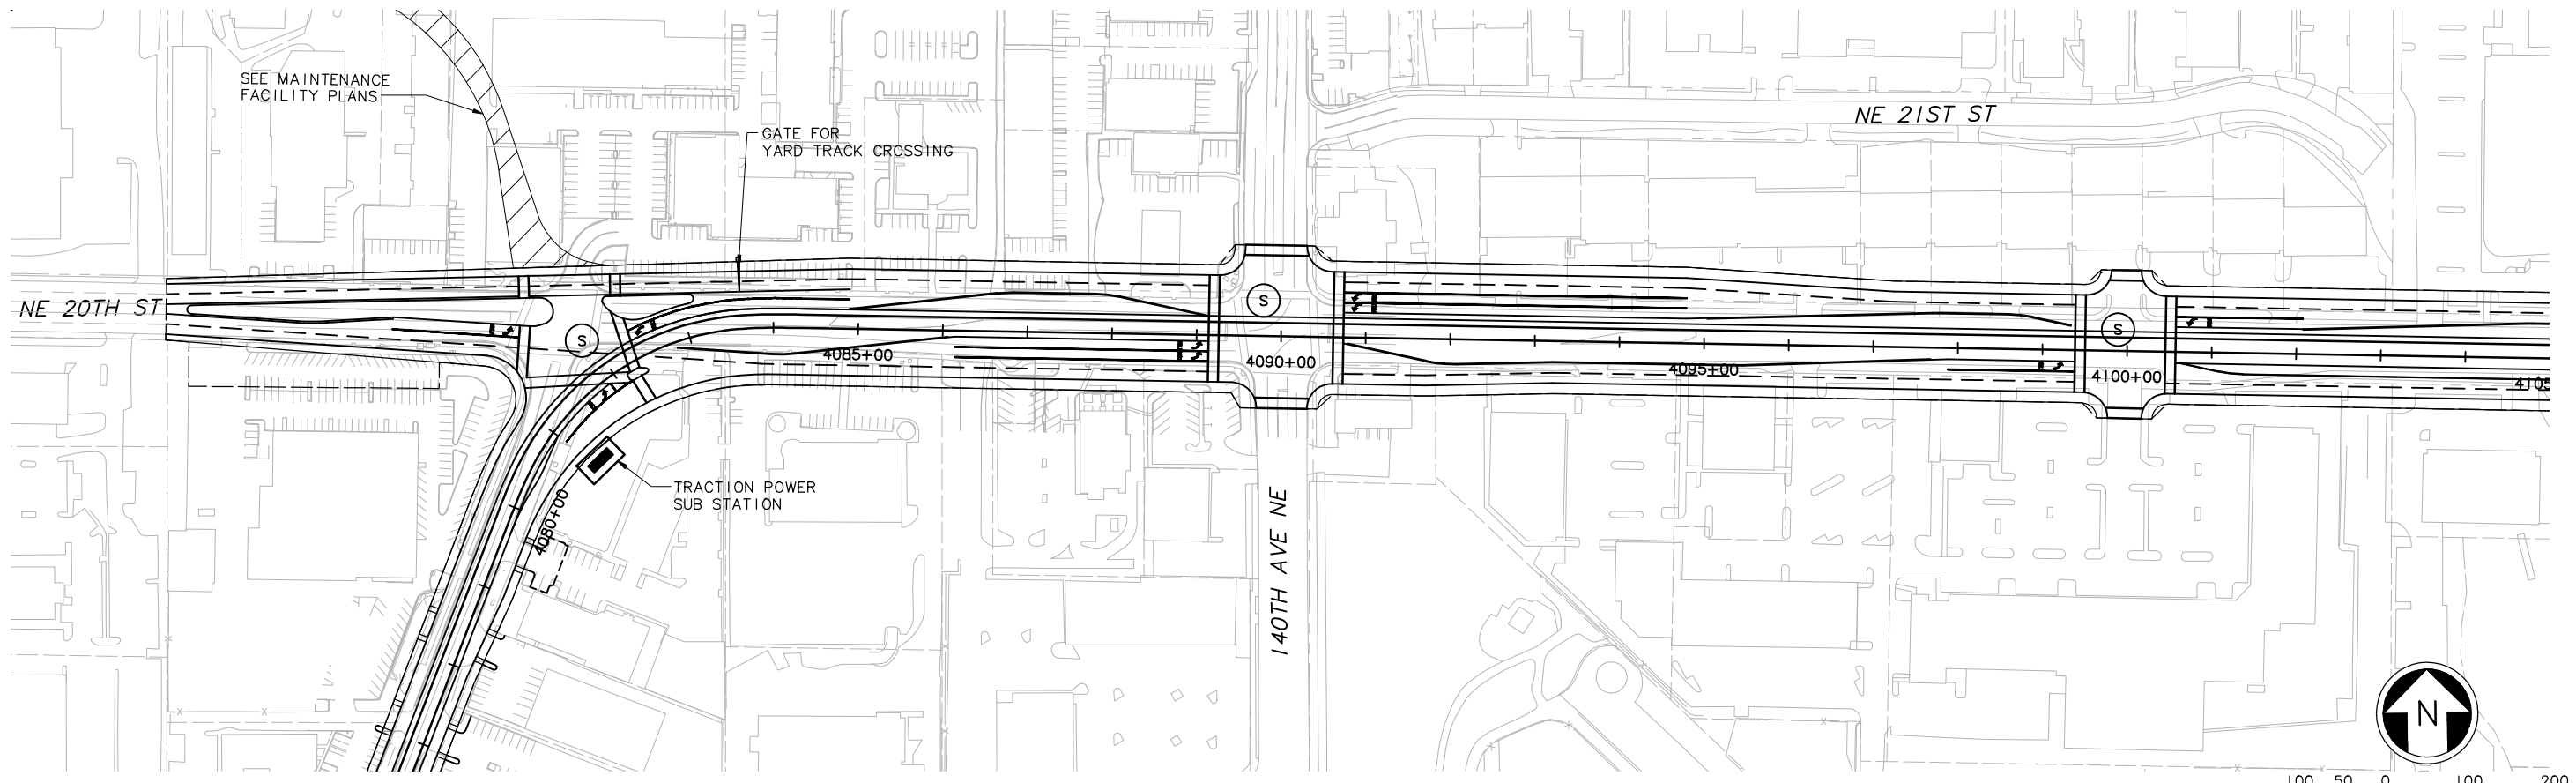 SEE MAINTENANCE
FACILITY PLANS
GATE FOR
YARD TRACK CROSSING
NE 21ST ST
NE 20TH ST
S
S
S
4085+00
4090+00
4095+00
4100+00
4105
TRACTION POWER
SUB STATION
4080+00
140TH AVE NE
N
100 50 0 100 200